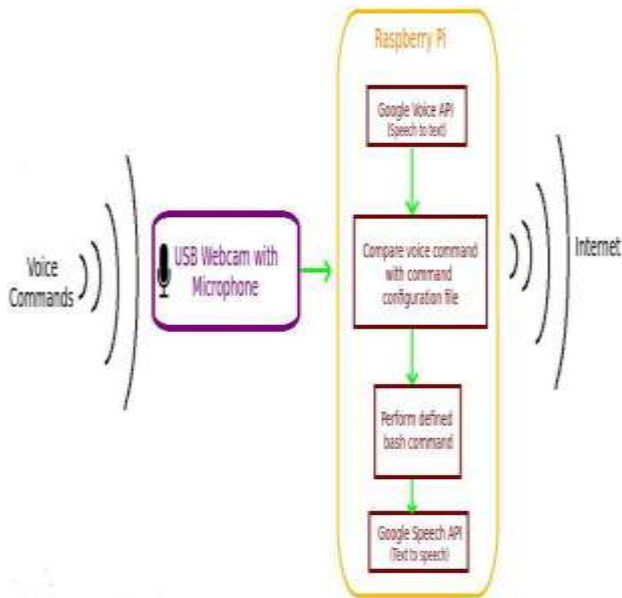 Raspberry Pi
Google Voice API
(Speech to text)
Voice
Commands
USB Webcam with
Microphone
Compare voice command
with command
configuration file
Internet
Perform defined
bash command
Google Speech API
(Text to speech)